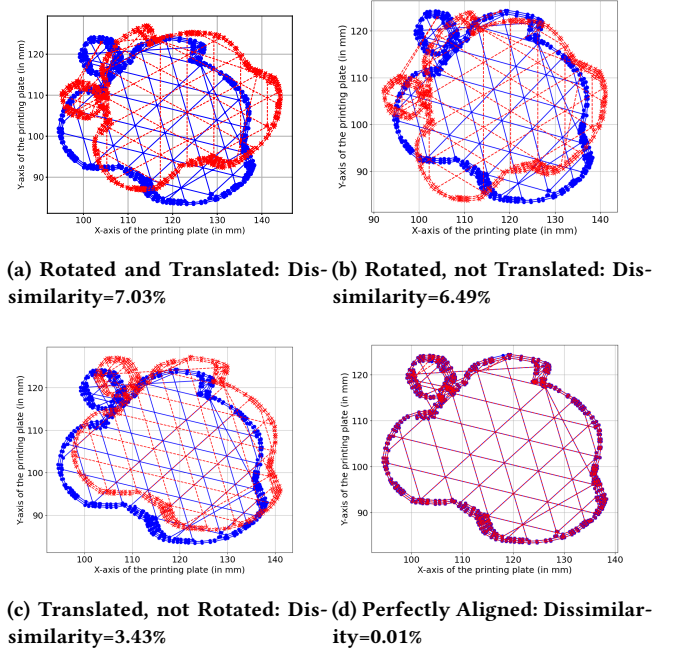 Y-axis of the printing plate (in mm)
120
110
100
90
100
110
120
130
140
X-axis of the printing plate (in mm)
(a) Rotated and Translated: Dis-
similarity=7.03%
Y-axis of the printing plate (in mm)
120
110
100
90
90
100
110
120
130
140
X-axis of the printing plate (in mm)
(b) Rotated, not Translated: Dis-
similarity=6.49%
Y-axis of the printing plate (in mm)
120
110
100
90
100
110
120
130
140
X-axis of the printing plate (in mm)
(c) Translated, not Rotated: Dis-
similarity=3.43%
Y-axis of the printing plate (in mm)
120
110
100
90
100
110
120
130
140
X-axis of the printing plate (in mm)
(d) Perfectly Aligned: Dissimilar-
ity=0.01%